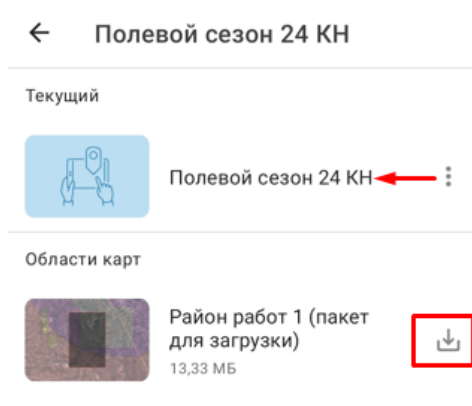 Полевой сезон 24 КН
Текущий
Полевой сезон 24 КН
Области карт
Район работ 1 (пакет
для загрузки)
13,33 МБ